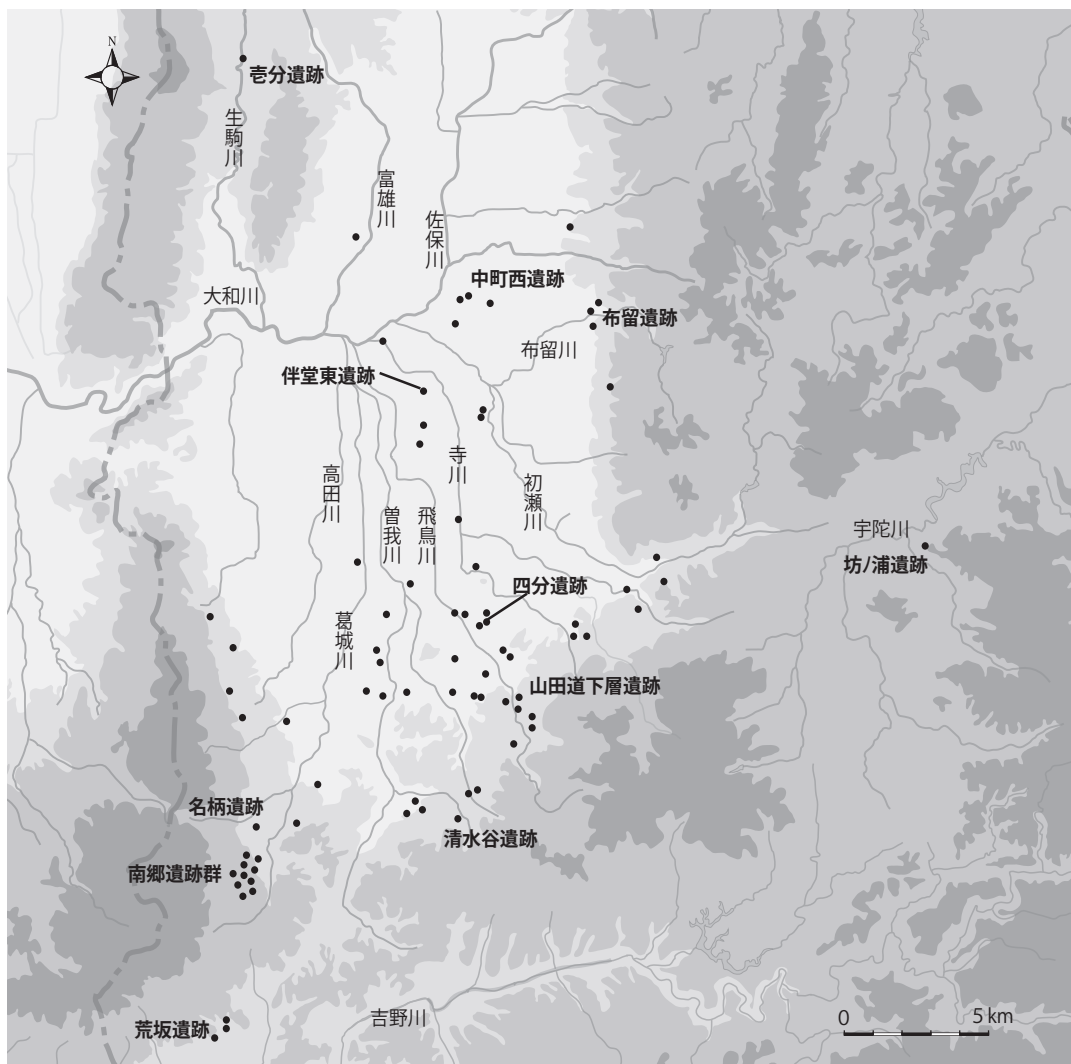 N
壱分遺跡
生駒川
富雄川
佐保川
中町西遺跡
大和川
布留遺跡
布留川
伴堂東遺跡
寺川
高田川
初瀬川
曽我川
飛鳥川
宇陀川
坊ノ浦遺跡
四分遺跡
葛城川
山田道下層遺跡
名柄遺跡
清水谷遺跡
南郷遺跡群
吉野川
荒坂遺跡
0 5 km